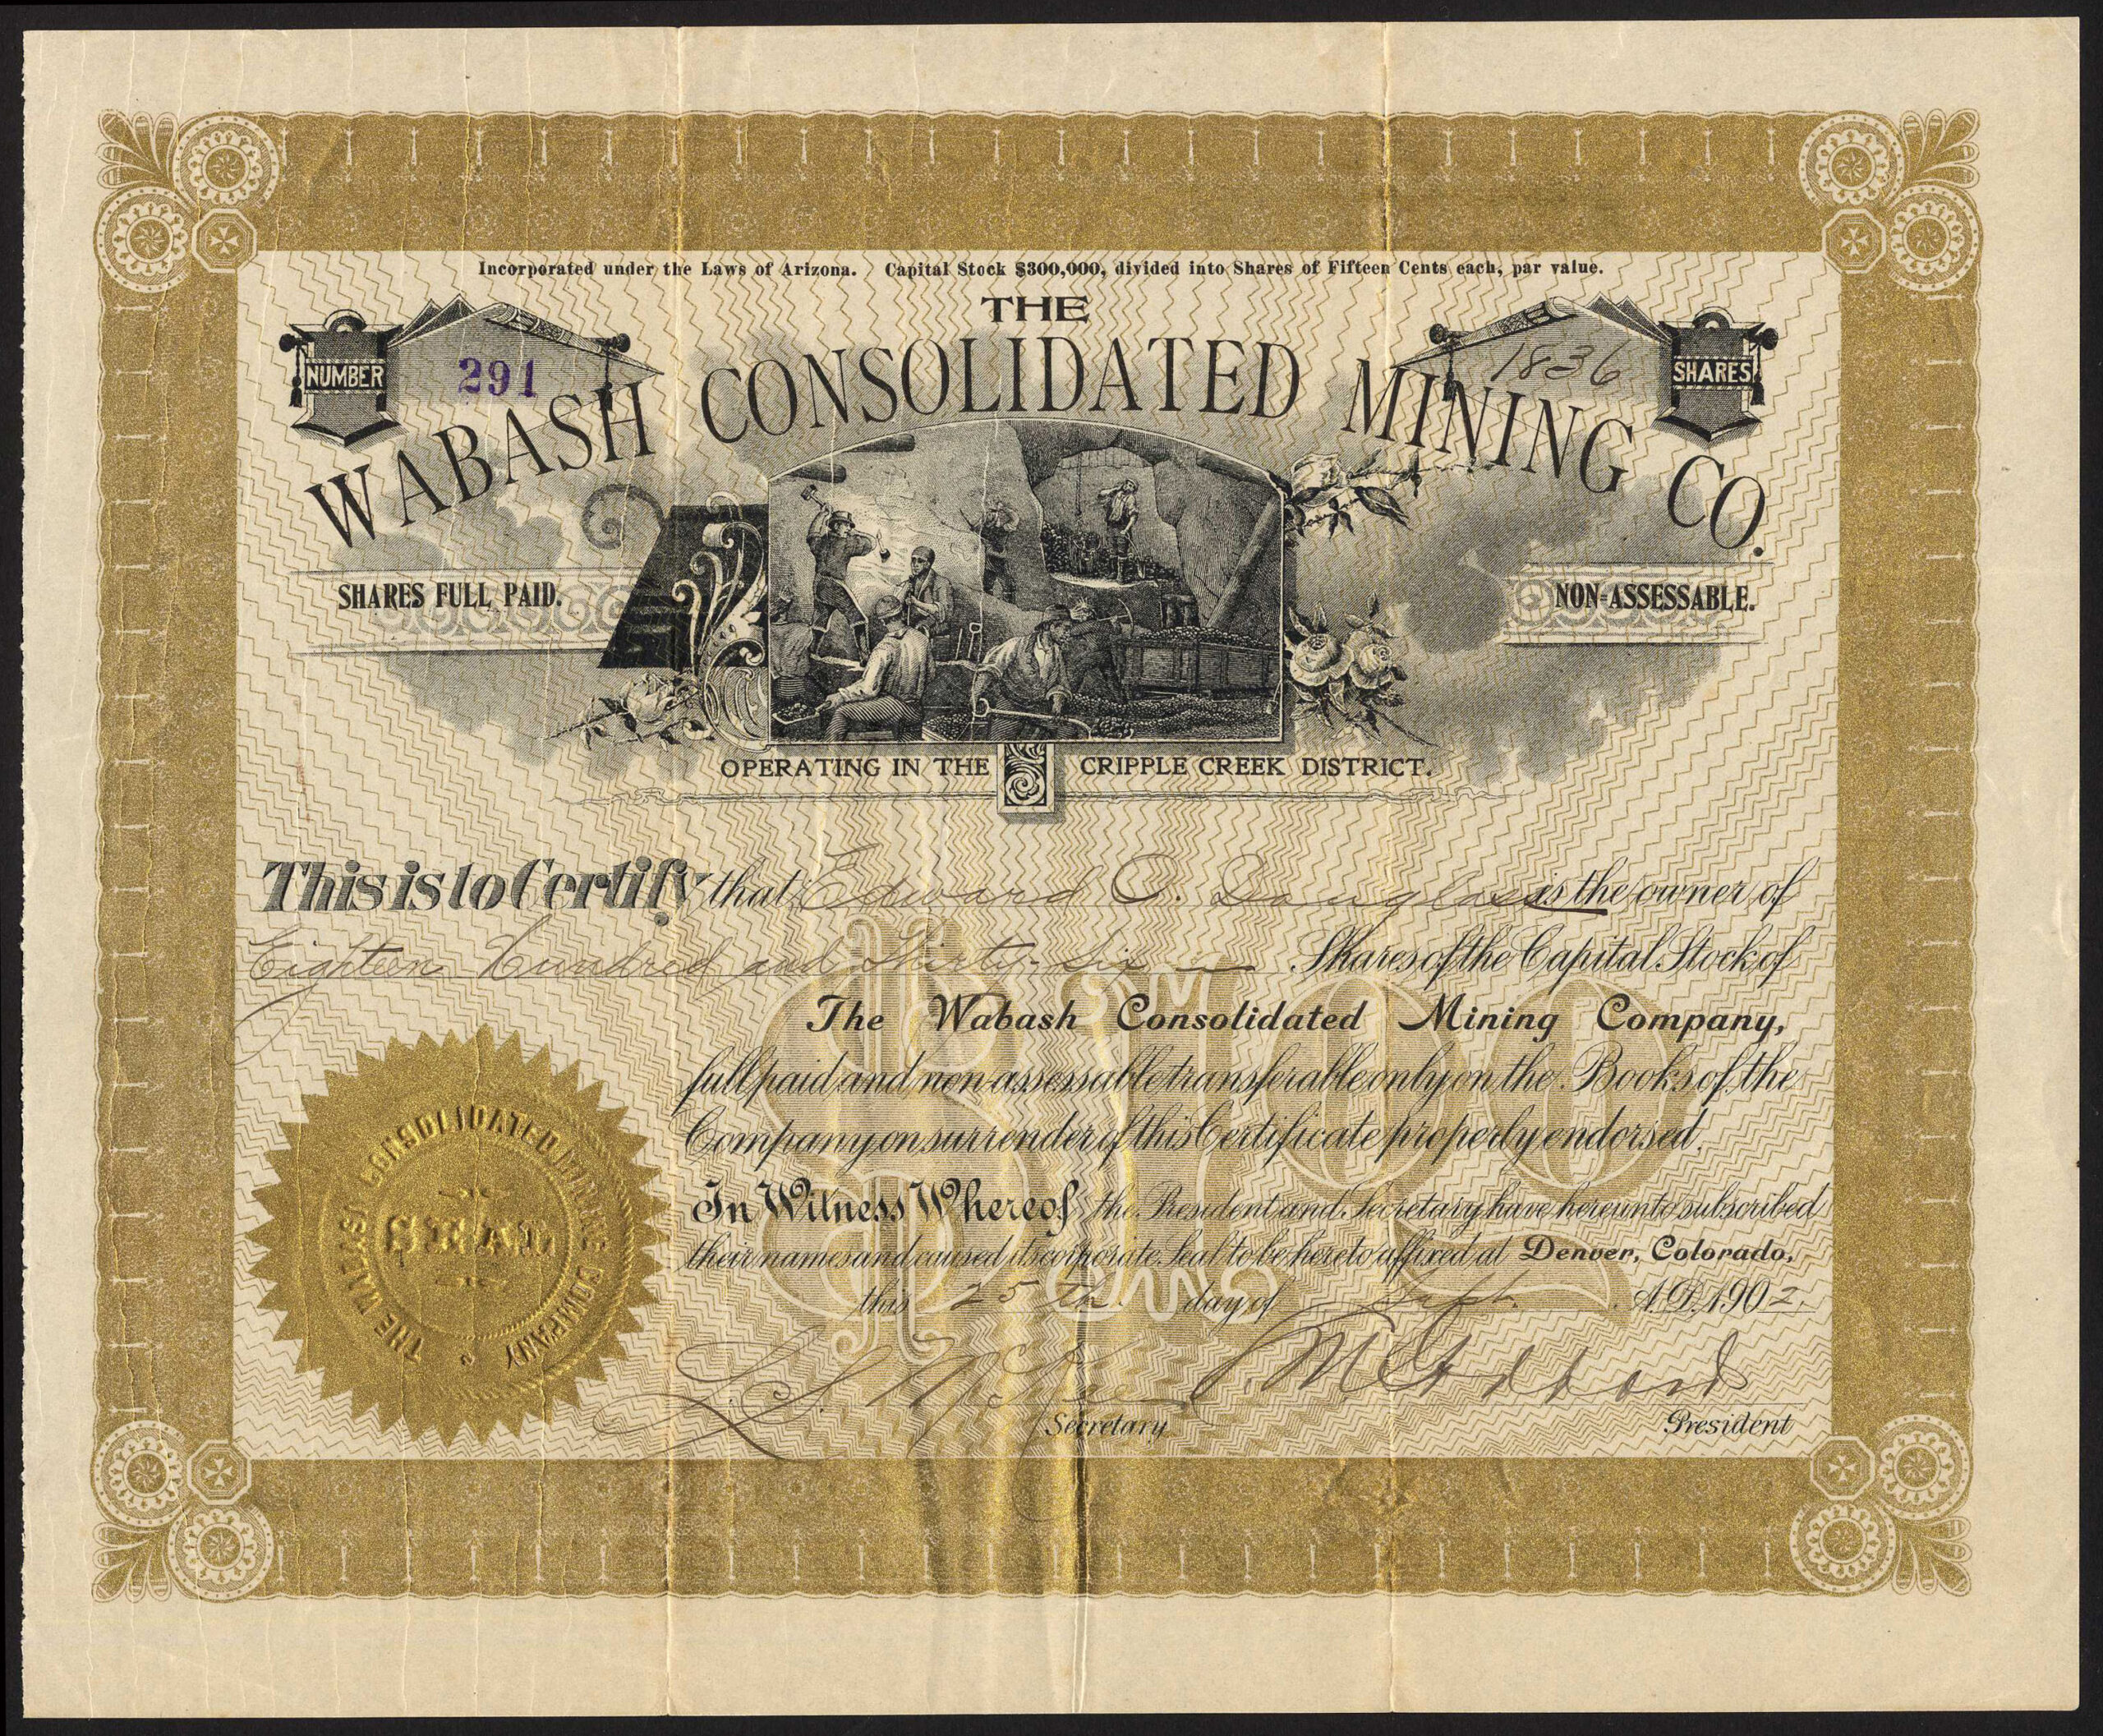 Incorporated under the Laws of Arizona. Capital Stock $300,000, divided into Shares of Fifteen Cents each, par value.
THE
NUMBER 291
1836 SHARES
WABASH CONSOLIDATED MINING CO.
SHARES FULL PAID.
NON-ASSESSABLE.
OPERATING IN THE CRIPPLE CREEK DISTRICT.
This is to Certify that Edward O. Douglass is the owner of
Eighteen Hundred and Thirty-Six Shares of the Capital Stock of
The Wabash Consolidated Mining Company,
full paid and non-assessable transferable only on the Books of the
Company on surrender of this Certificate properly endorsed.
In Witness Whereof the President and Secretary have hereunto subscribed
their names and caused its corporate Seal to be hereto affixed at Denver, Colorado,
this 25th day of Sept. A.D. 1902.
Secretary
President
THE WABASH CONSOLIDATED MINING COMPANY
SEAL